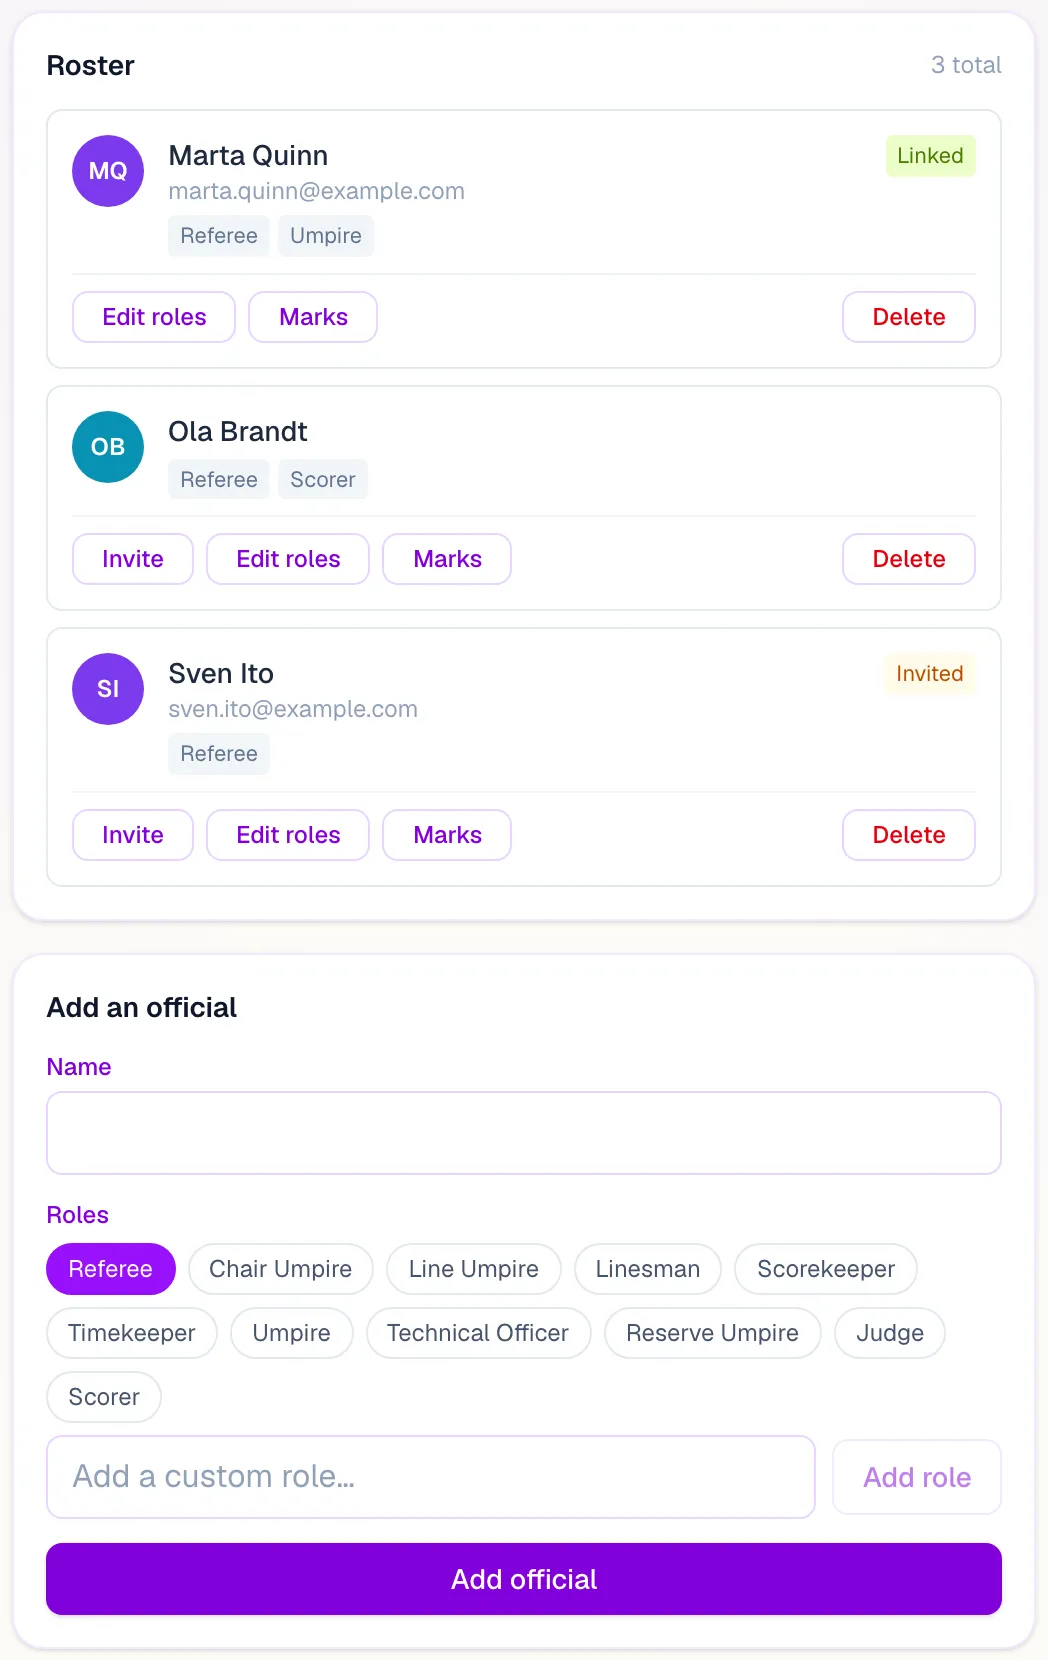 Roster 3 total
MQ Marta Quinn Linked
marta.quinn@example.com
Referee Umpire
Edit roles Marks Delete
OB Ola Brandt
Referee Scorer
Invite Edit roles Marks Delete
SI Sven Ito Invited
sven.ito@example.com
Referee
Invite Edit roles Marks Delete
Add an official
Name
Roles
Referee Chair Umpire Line Umpire Linesman Scorekeeper
Timekeeper Umpire Technical Officer Reserve Umpire Judge
Scorer
Add a custom role... Add role
Add official